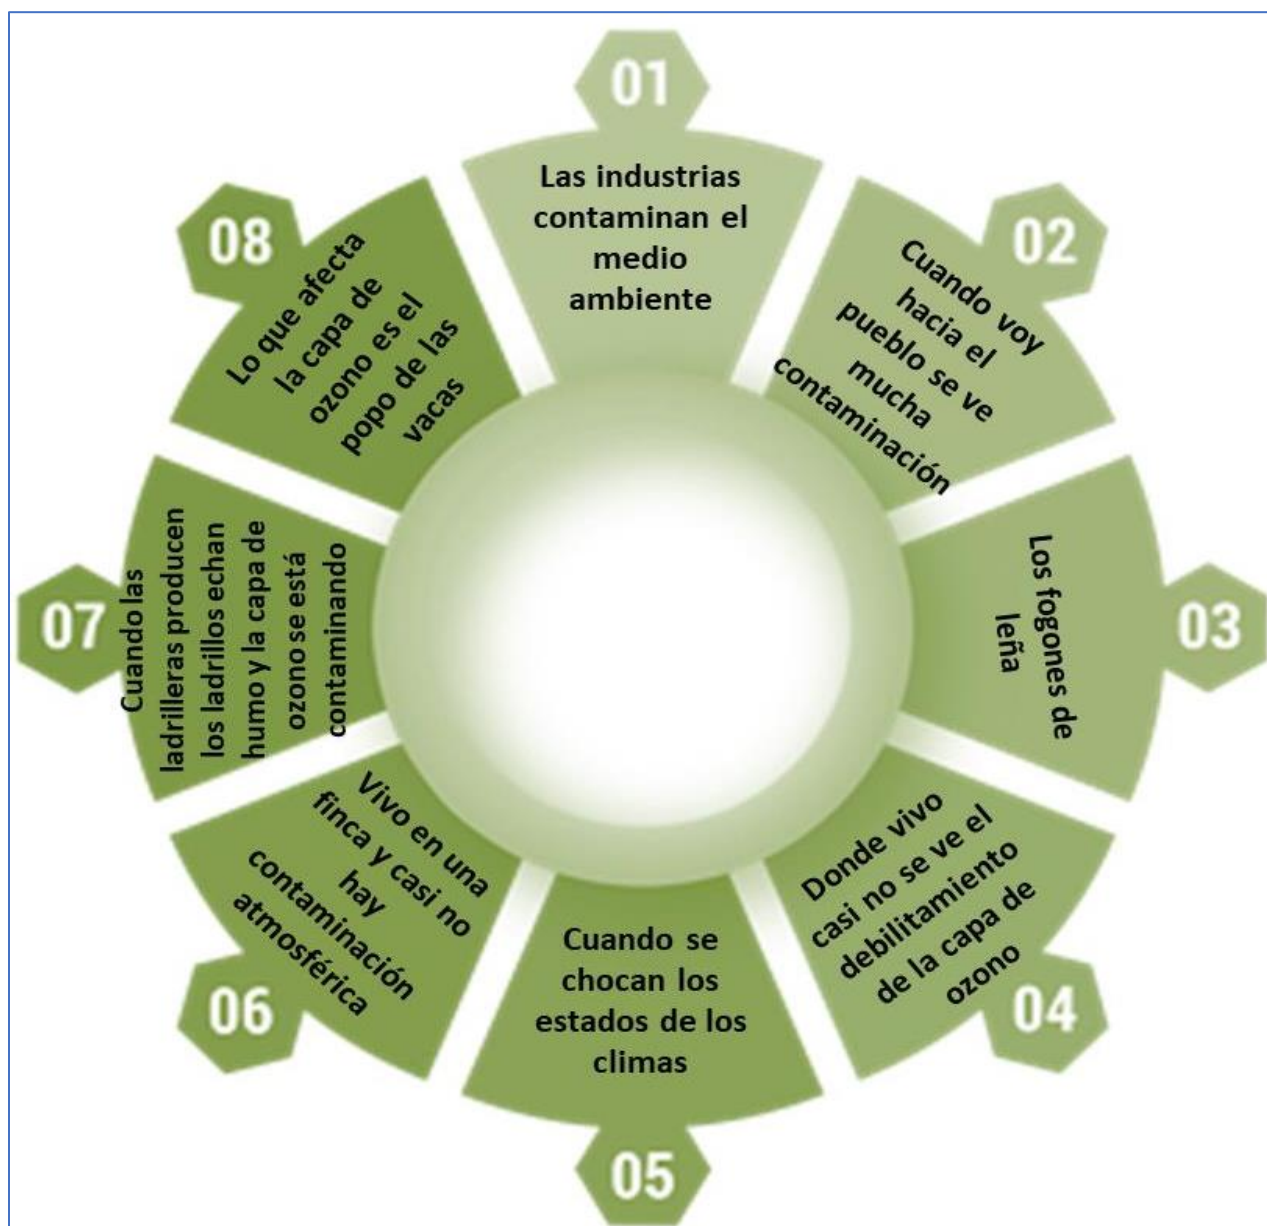 01
Las industrias
contaminan el
medio
ambiente
02
Cuando voy
hacia el
pueblo se ve
mucha
contaminación
03
Los fogones de
leña
04
Donde vivo
casi no se ve el
debilitamiento
de la capa de
ozono
05
Cuando se
chocan los
estados de los
climas
06
Vivo en una
finca y casi no
hay
contaminación
atmosférica
07
Cuando las
ladrilleras producen
los ladrillos echan
humo y la capa de
ozono se está
contaminando
08
Lo que afecta
la capa de
ozono es el
popo de las
vacas